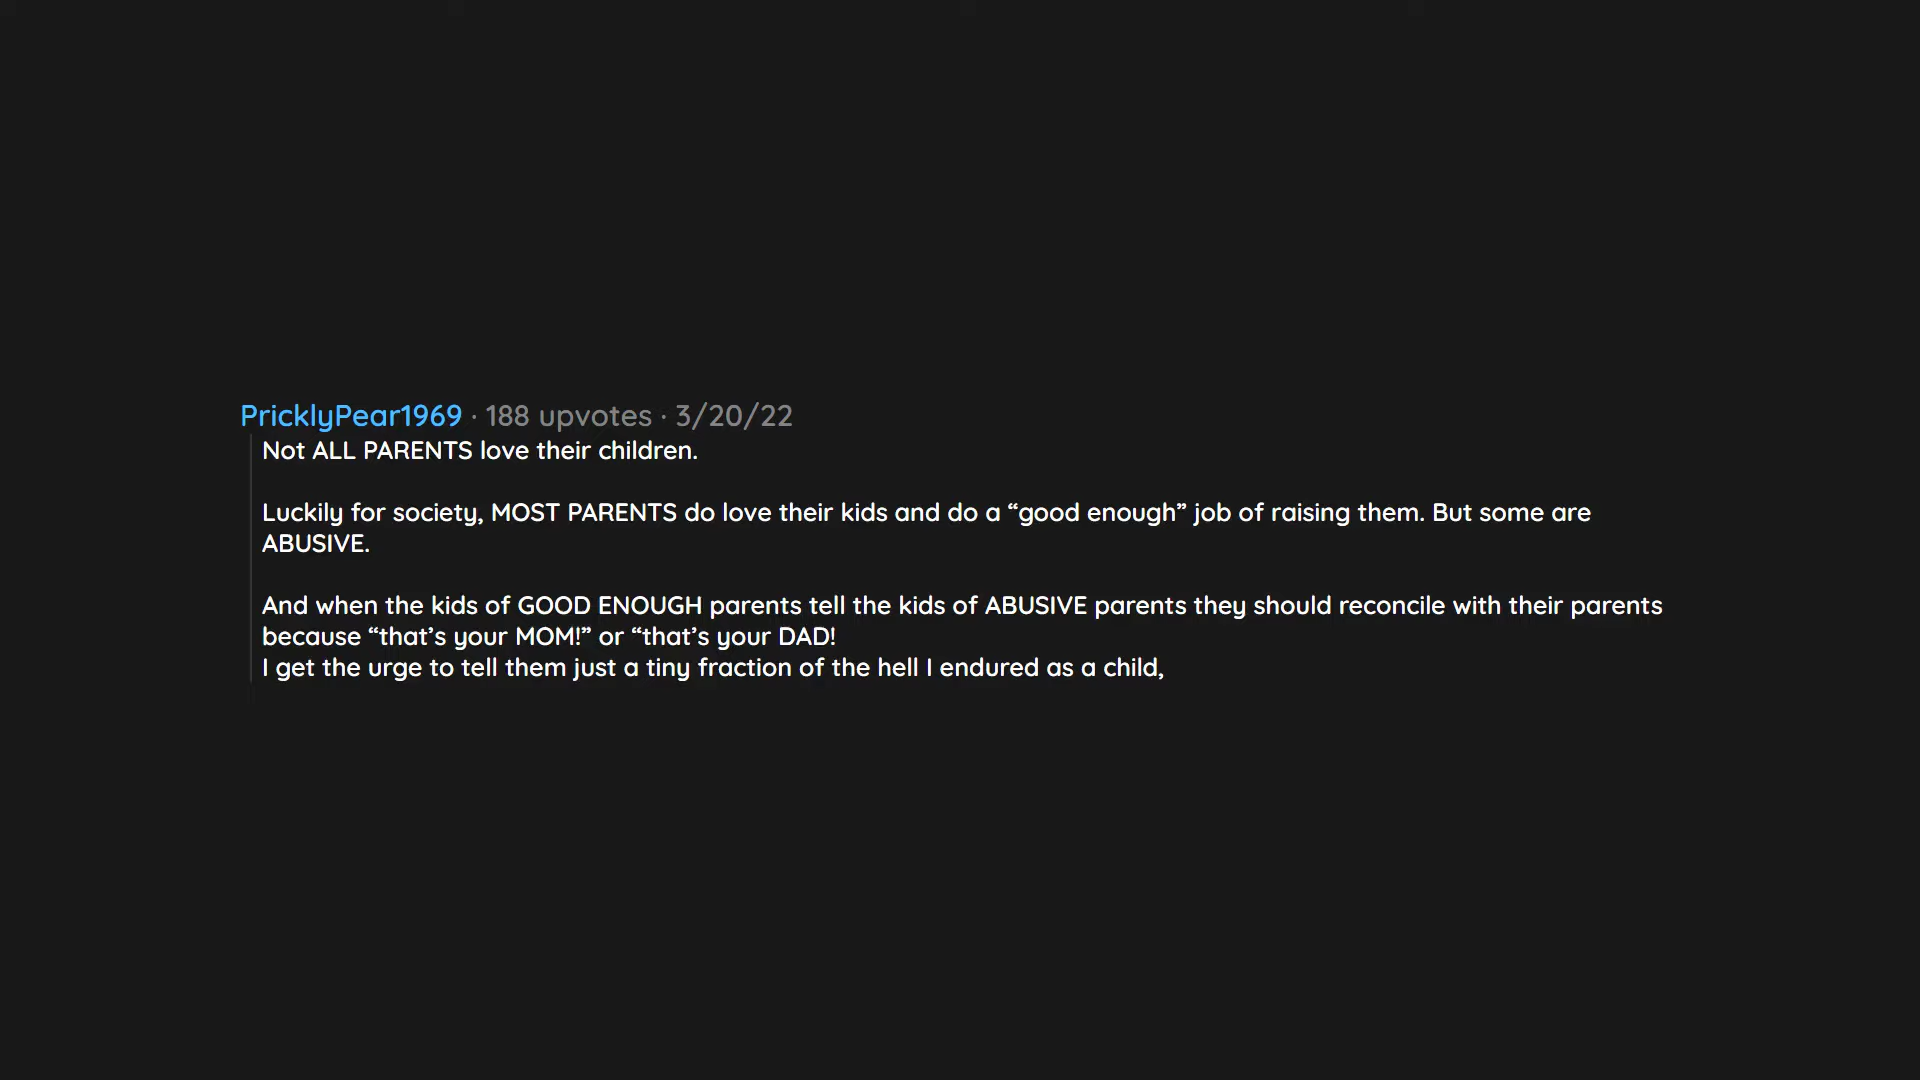 PricklyPear1969 · 188 upvotes · 3/20/22
Not ALL PARENTS love their children.
Luckily for society, MOST PARENTS do love their kids and do a “good enough” job of raising them. But some are
ABUSIVE.
And when the kids of GOOD ENOUGH parents tell the kids of ABUSIVE parents they should reconcile with their parents
because “that’s your MOM!” or “that’s your DAD!
I get the urge to tell them just a tiny fraction of the hell I endured as a child,